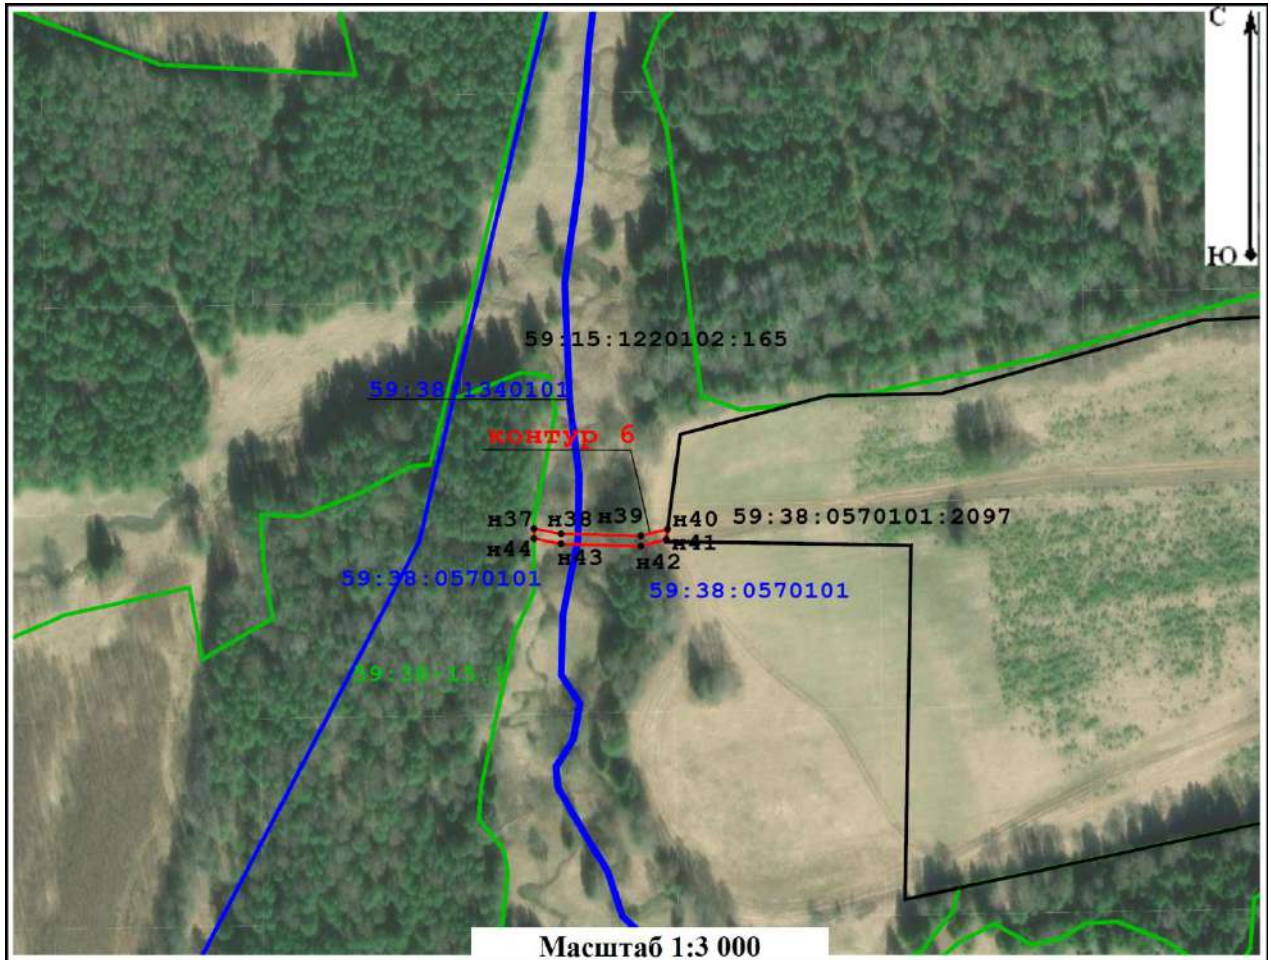 С
Ю
59:15:1220102:165
59:38:1340101
контур 6
н37 н38 н39 н40 59:38:0570101:2097
н44 н43 н42 н41
59:38:0570101
59:38:0570101
Масштаб 1:3 000